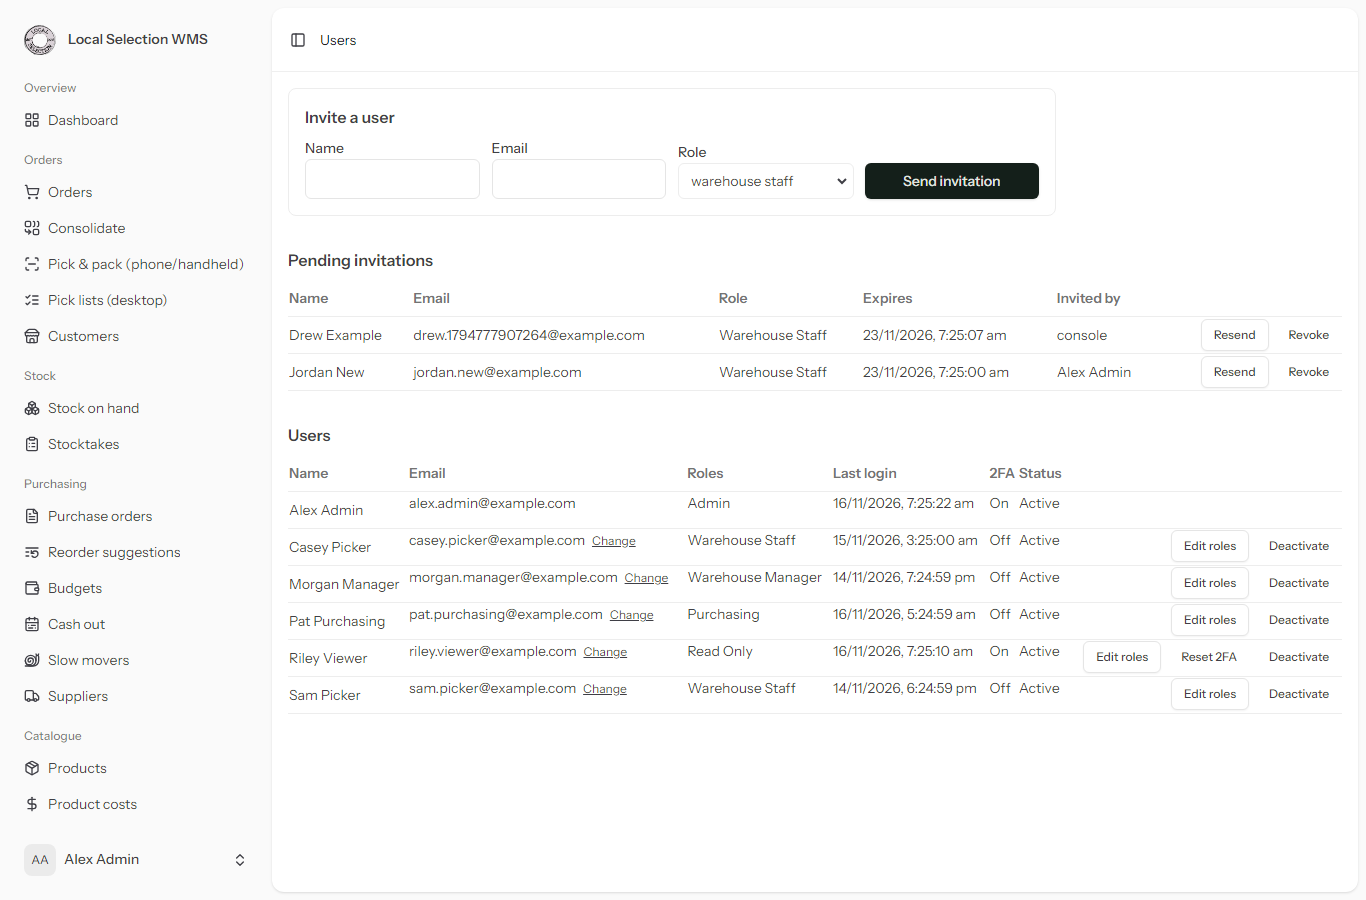 Local Selection WMS
Overview
Dashboard
Orders
Orders
Consolidate
Pick & pack (phone/handheld)
Pick lists (desktop)
Customers
Stock
Stock on hand
Stocktakes
Purchasing
Purchase orders
Reorder suggestions
Budgets
Cash out
Slow movers
Suppliers
Catalogue
Products
Product costs
AA Alex Admin
Users
Invite a user
Name Email Role
warehouse staff Send invitation
Pending invitations
Name Email Role Expires Invited by
Drew Example drew.1794777907264@example.com Warehouse Staff 23/11/2026, 7:25:07 am console Resend Revoke
Jordan New jordan.new@example.com Warehouse Staff 23/11/2026, 7:25:00 am Alex Admin Resend Revoke
Users
Name Email Roles Last login 2FA Status
Alex Admin alex.admin@example.com Admin 16/11/2026, 7:25:22 am On Active
Casey Picker casey.picker@example.com Change Warehouse Staff 15/11/2026, 3:25:00 am Off Active Edit roles Deactivate
Morgan Manager morgan.manager@example.com Change Warehouse Manager 14/11/2026, 7:24:59 pm Off Active Edit roles Deactivate
Pat Purchasing pat.purchasing@example.com Change Purchasing 16/11/2026, 5:24:59 am Off Active Edit roles Deactivate
Riley Viewer riley.viewer@example.com Change Read Only 16/11/2026, 7:25:10 am On Active Edit roles Reset 2FA Deactivate
Sam Picker sam.picker@example.com Change Warehouse Staff 14/11/2026, 6:24:59 pm Off Active Edit roles Deactivate